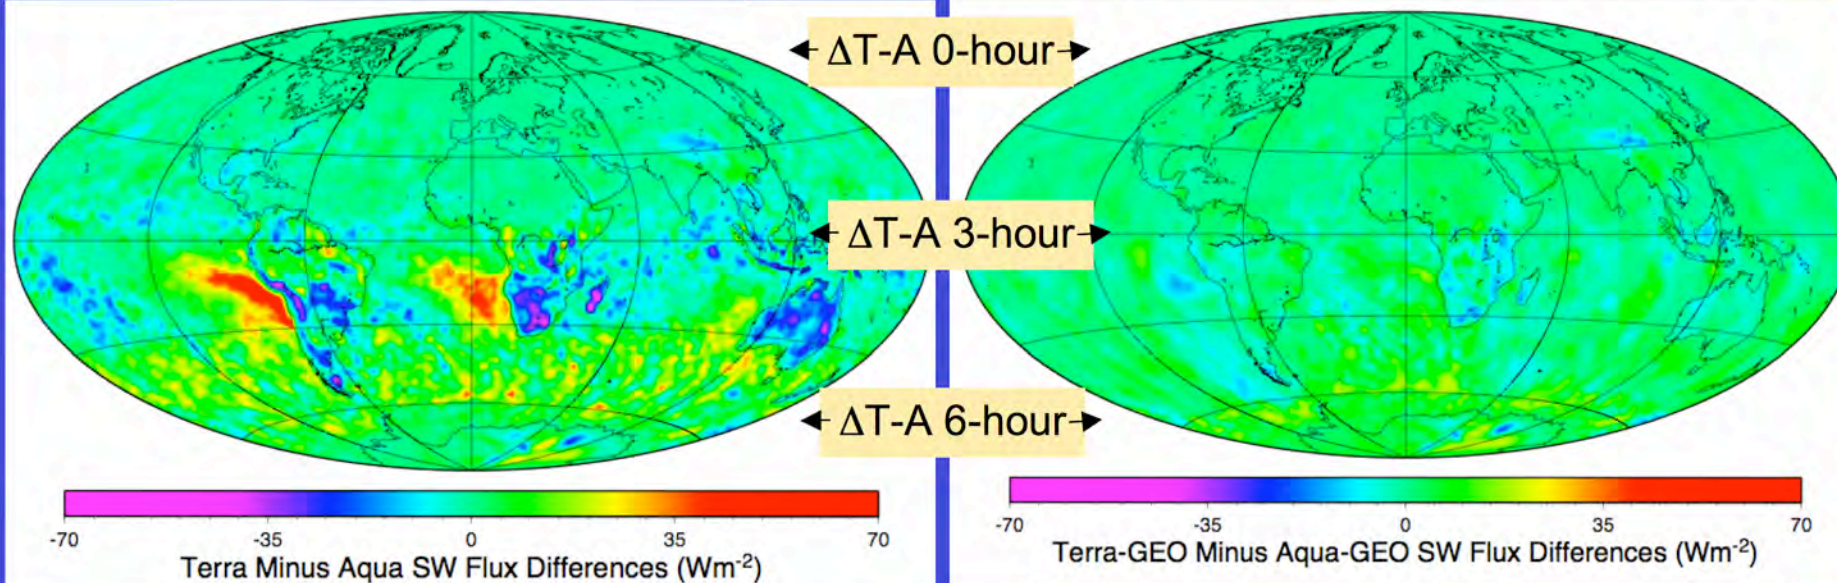 ΔT-A 0-hour
ΔT-A 3-hour
ΔT-A 6-hour
-70 -35 0 35 70
Terra Minus Aqua SW Flux Differences (Wm-2)
-70 -35 0 35 70
Terra-GEO Minus Aqua-GEO SW Flux Differences (Wm-2)